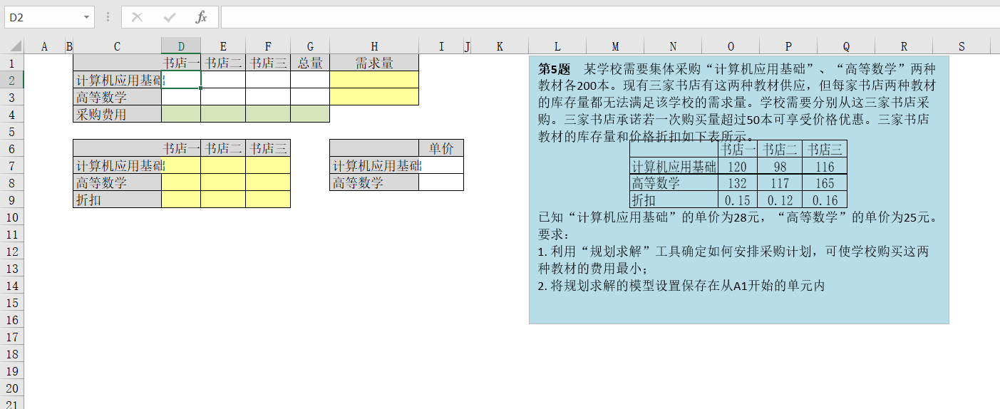 D2
fx
A B C D E F G H I J K L M N O P Q R S
1 书店一 书店二 书店三 总量 需求量
2 计算机应用基础
3 高等数学
4 采购费用
5
6 书店一 书店二 书店三 单价
7 计算机应用基础 计算机应用基础
8 高等数学 高等数学
9 折扣
10
11
12
13
14
15
16
17
18
19
20
21
第5题 某学校需要集体采购“计算机应用基础”、“高等数学”两种
教材各200本。现有三家书店有这两种教材供应，但每家书店两种教材
的库存量都无法满足该学校的需求量。学校需要分别从这三家书店采
购。三家书店承诺若一次购买量超过50本可享受价格优惠。三家书店
教材的库存量和价格折扣如下表所示。
书店一 书店二 书店三
计算机应用基础 120 98 116
高等数学 132 117 165
折扣 0.15 0.12 0.16
已知“计算机应用基础”的单价为28元，“高等数学”的单价为25元。
要求：
1. 利用“规划求解”工具确定如何安排采购计划，可使学校购买这两
种教材的费用最小；
2. 将规划求解的模型设置保存在从A1开始的单元内